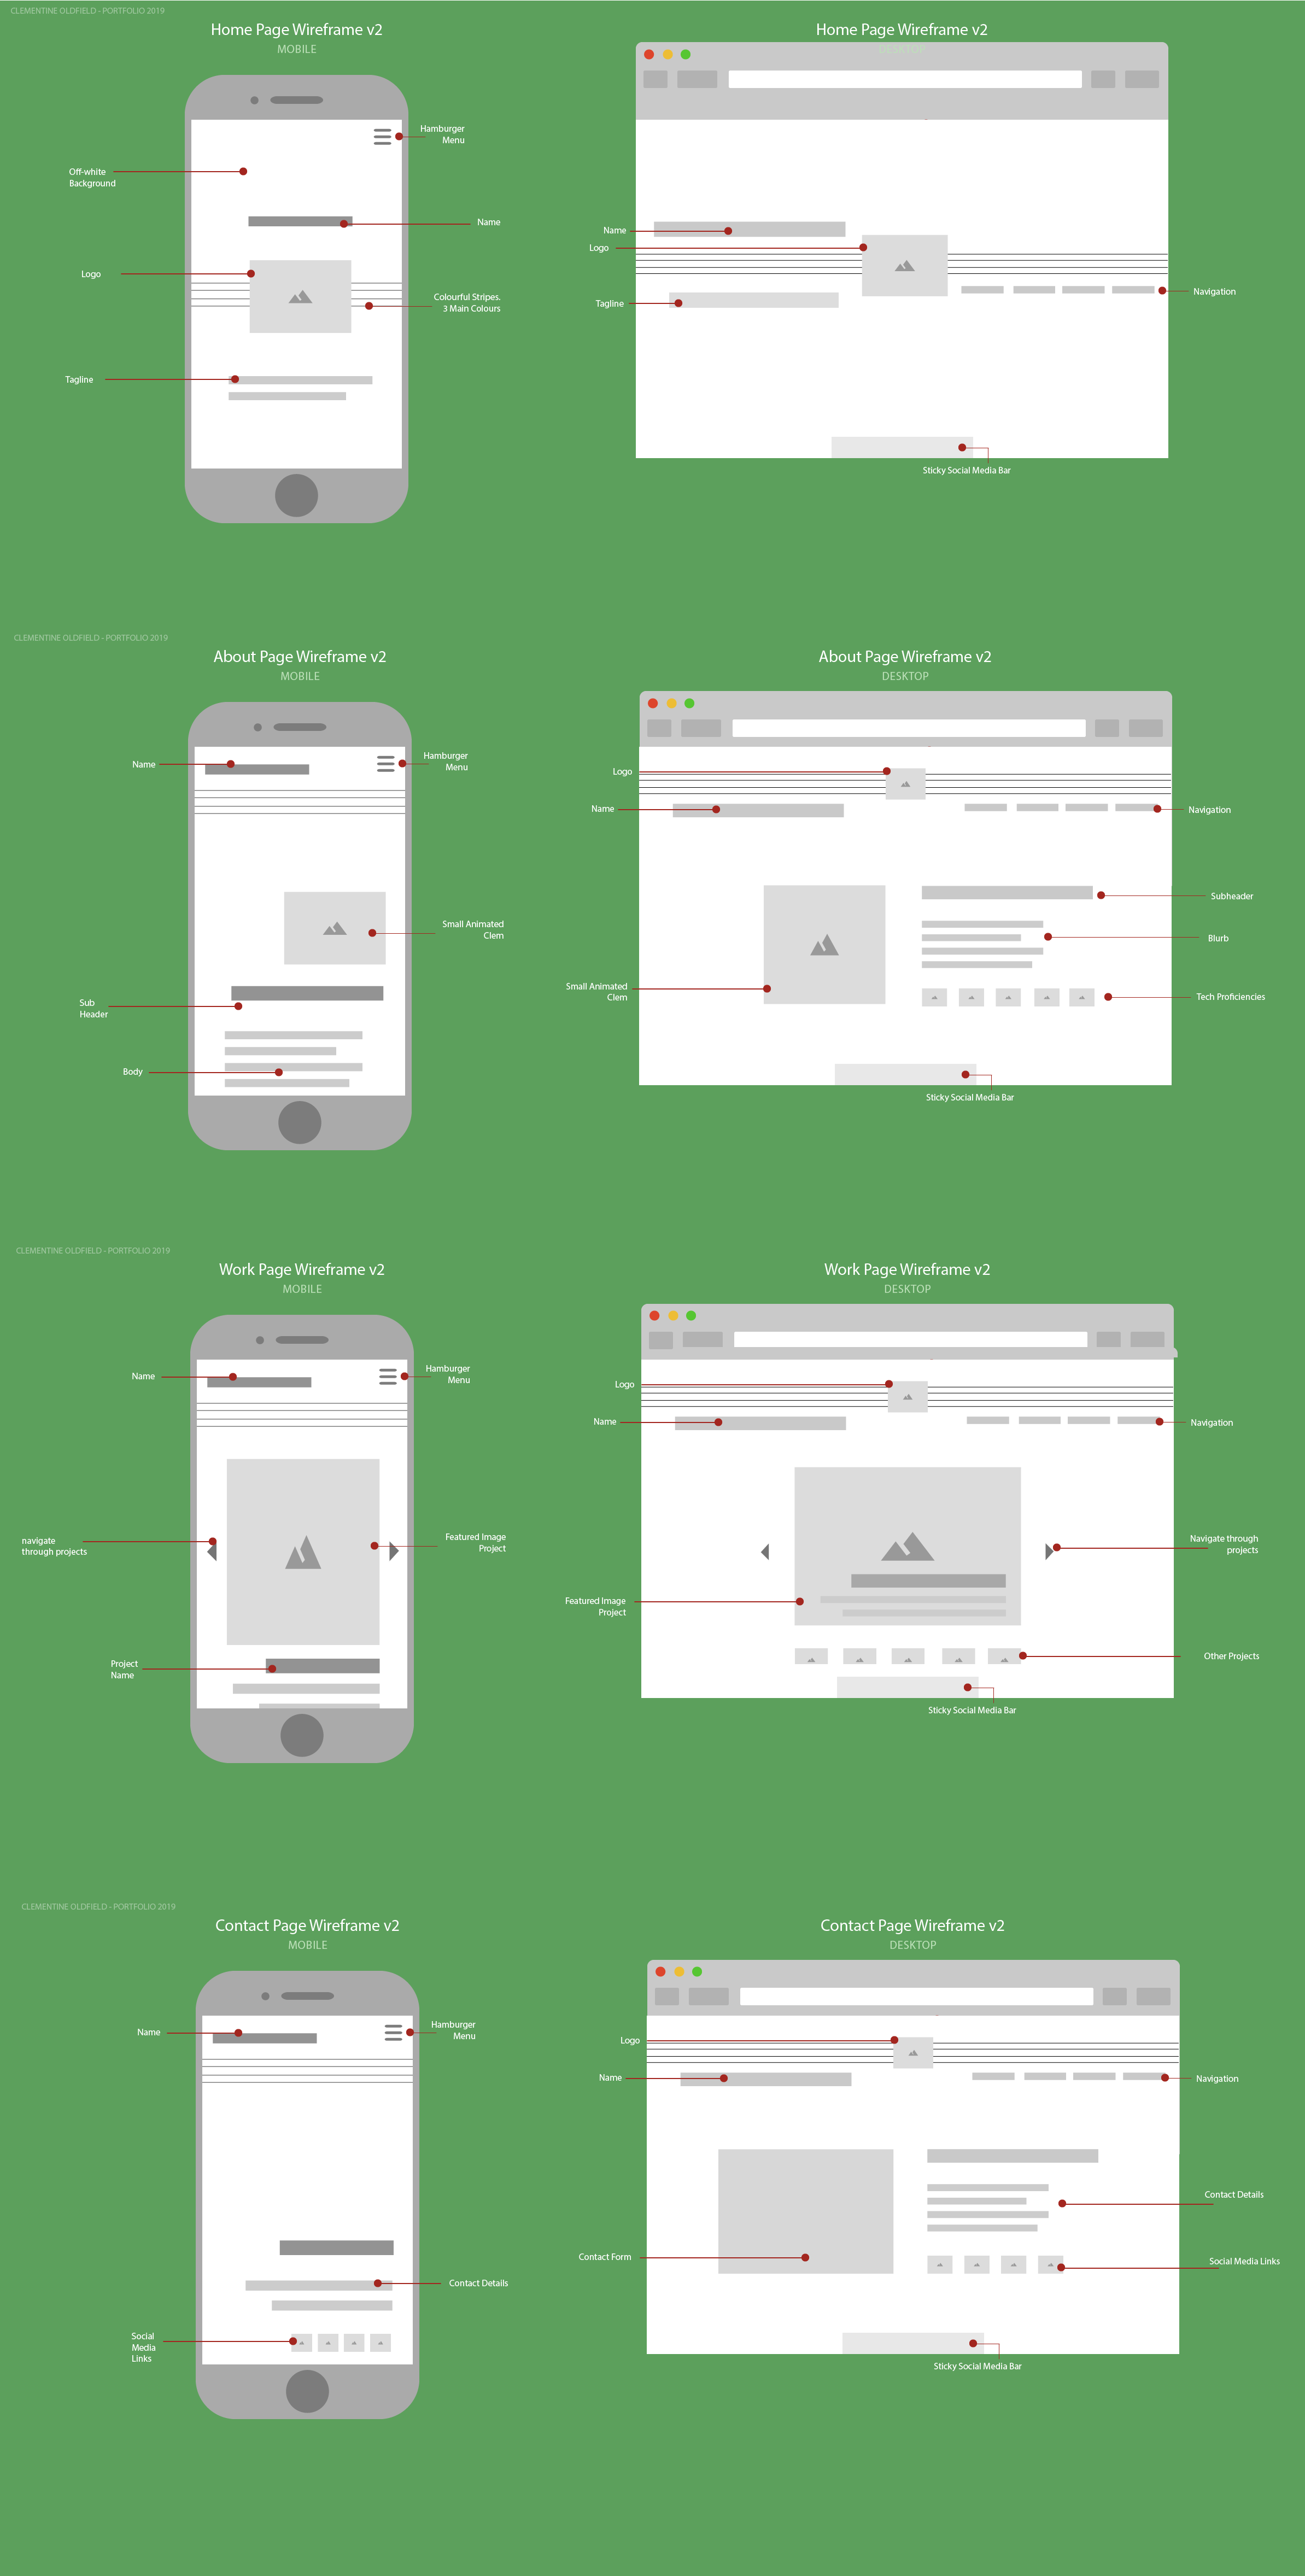 CLEMENTINE OLDFIELD - PORTFOLIO 2019
Home Page Wireframe v2
MOBILE
Hamburger
Menu
Off-white
Background
Name
Logo
Colourful Stripes.
3 Main Colours
Tagline
Home Page Wireframe v2
DESKTOP
Name
Logo
Tagline
Navigation
Sticky Social Media Bar
CLEMENTINE OLDFIELD - PORTFOLIO 2019
About Page Wireframe v2
MOBILE
Name
Hamburger
Menu
Small Animated
Clem
Sub
Header
Body
About Page Wireframe v2
DESKTOP
Logo
Name
Navigation
Subheader
Blurb
Small Animated
Clem
Tech Proficiencies
Sticky Social Media Bar
CLEMENTINE OLDFIELD - PORTFOLIO 2019
Work Page Wireframe v2
MOBILE
Name
Hamburger
Menu
navigate
through projects
Featured Image
Project
Project
Name
Work Page Wireframe v2
DESKTOP
Logo
Name
Navigation
Navigate through
projects
Featured Image
Project
Other Projects
Sticky Social Media Bar
CLEMENTINE OLDFIELD - PORTFOLIO 2019
Contact Page Wireframe v2
MOBILE
Name
Hamburger
Menu
Contact Details
Social
Media
Links
Contact Page Wireframe v2
DESKTOP
Logo
Name
Navigation
Contact Details
Contact Form
Social Media Links
Sticky Social Media Bar